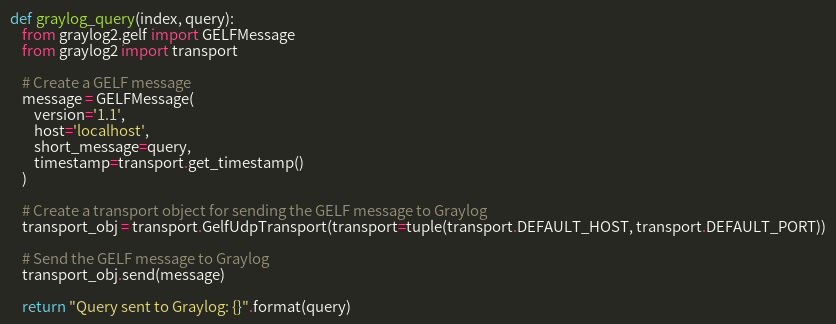 def graylog_query(index, query):
from graylog2.gelf import GELFMessage
from graylog2 import transport
# Create a GELF message
message = GELFMessage(
version='1.1',
host='localhost',
short_message=query,
timestamp=transport.get_timestamp()
)
# Create a transport object for sending the GELF message to Graylog
transport_obj = transport.GelfUdpTransport(transport=tuple(transport.DEFAULT_HOST, transport.DEFAULT_PORT))
# Send the GELF message to Graylog
transport_obj.send(message)
return "Query sent to Graylog: {}".format(query)